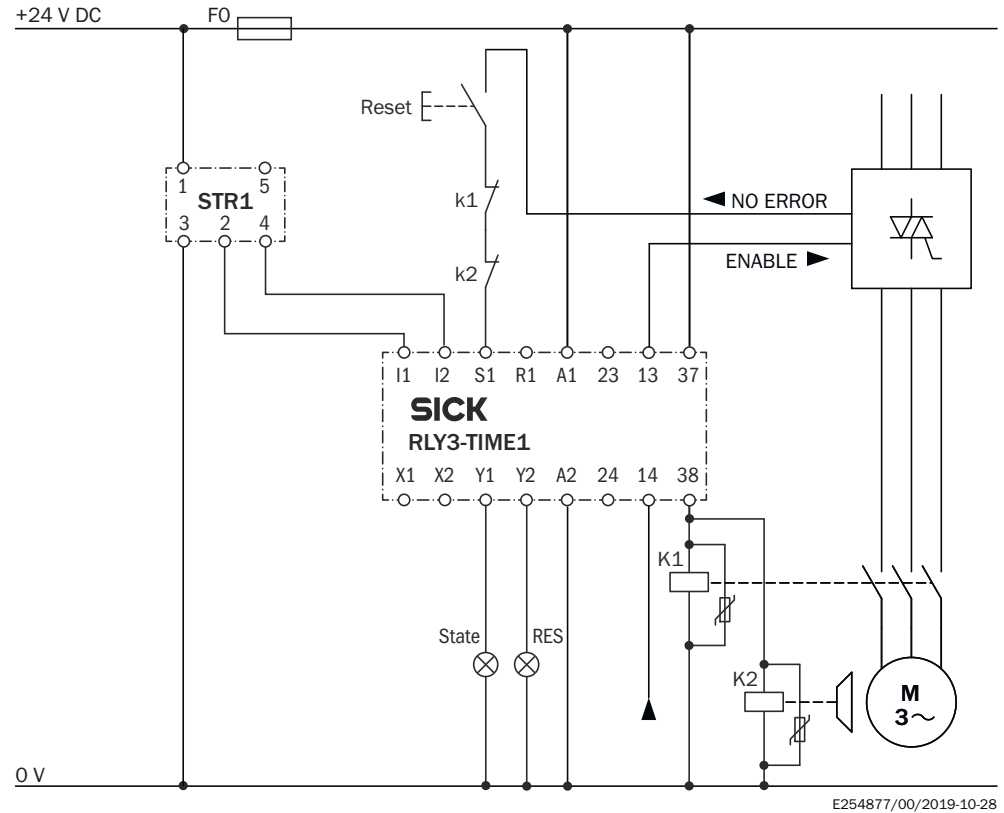 +24 V DC F0
Reset
1 5
STR1
3 2 4
k1
k2
NO ERROR
ENABLE
I1 I2 S1 R1 A1 23 13 37
SICK
RLY3-TIME1
X1 X2 Y1 Y2 A2 24 14 38
K1
State RES
K2
M
3~
0 V
E254877/00/2019-10-28